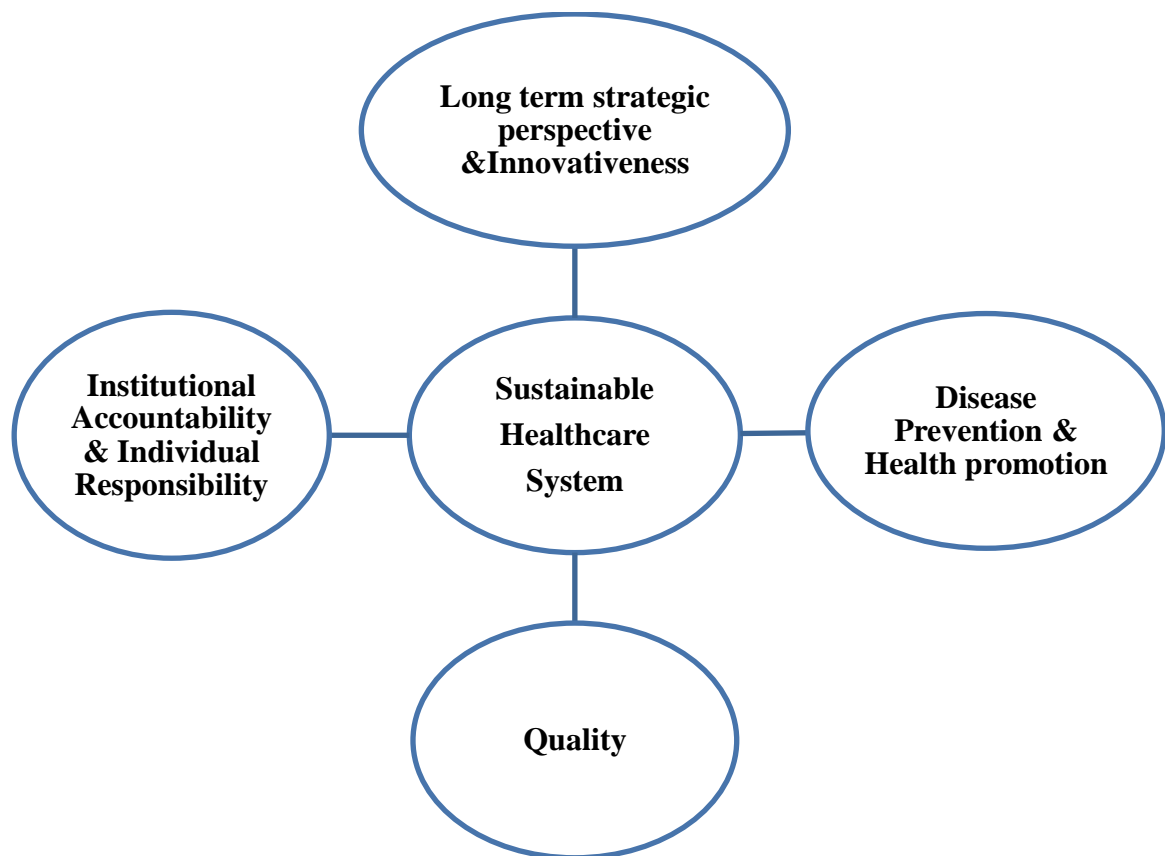 Long term strategic
perspective
&Innovativeness
Institutional
Accountability
& Individual
Responsibility
Sustainable
Healthcare
System
Disease
Prevention &
Health promotion
Quality